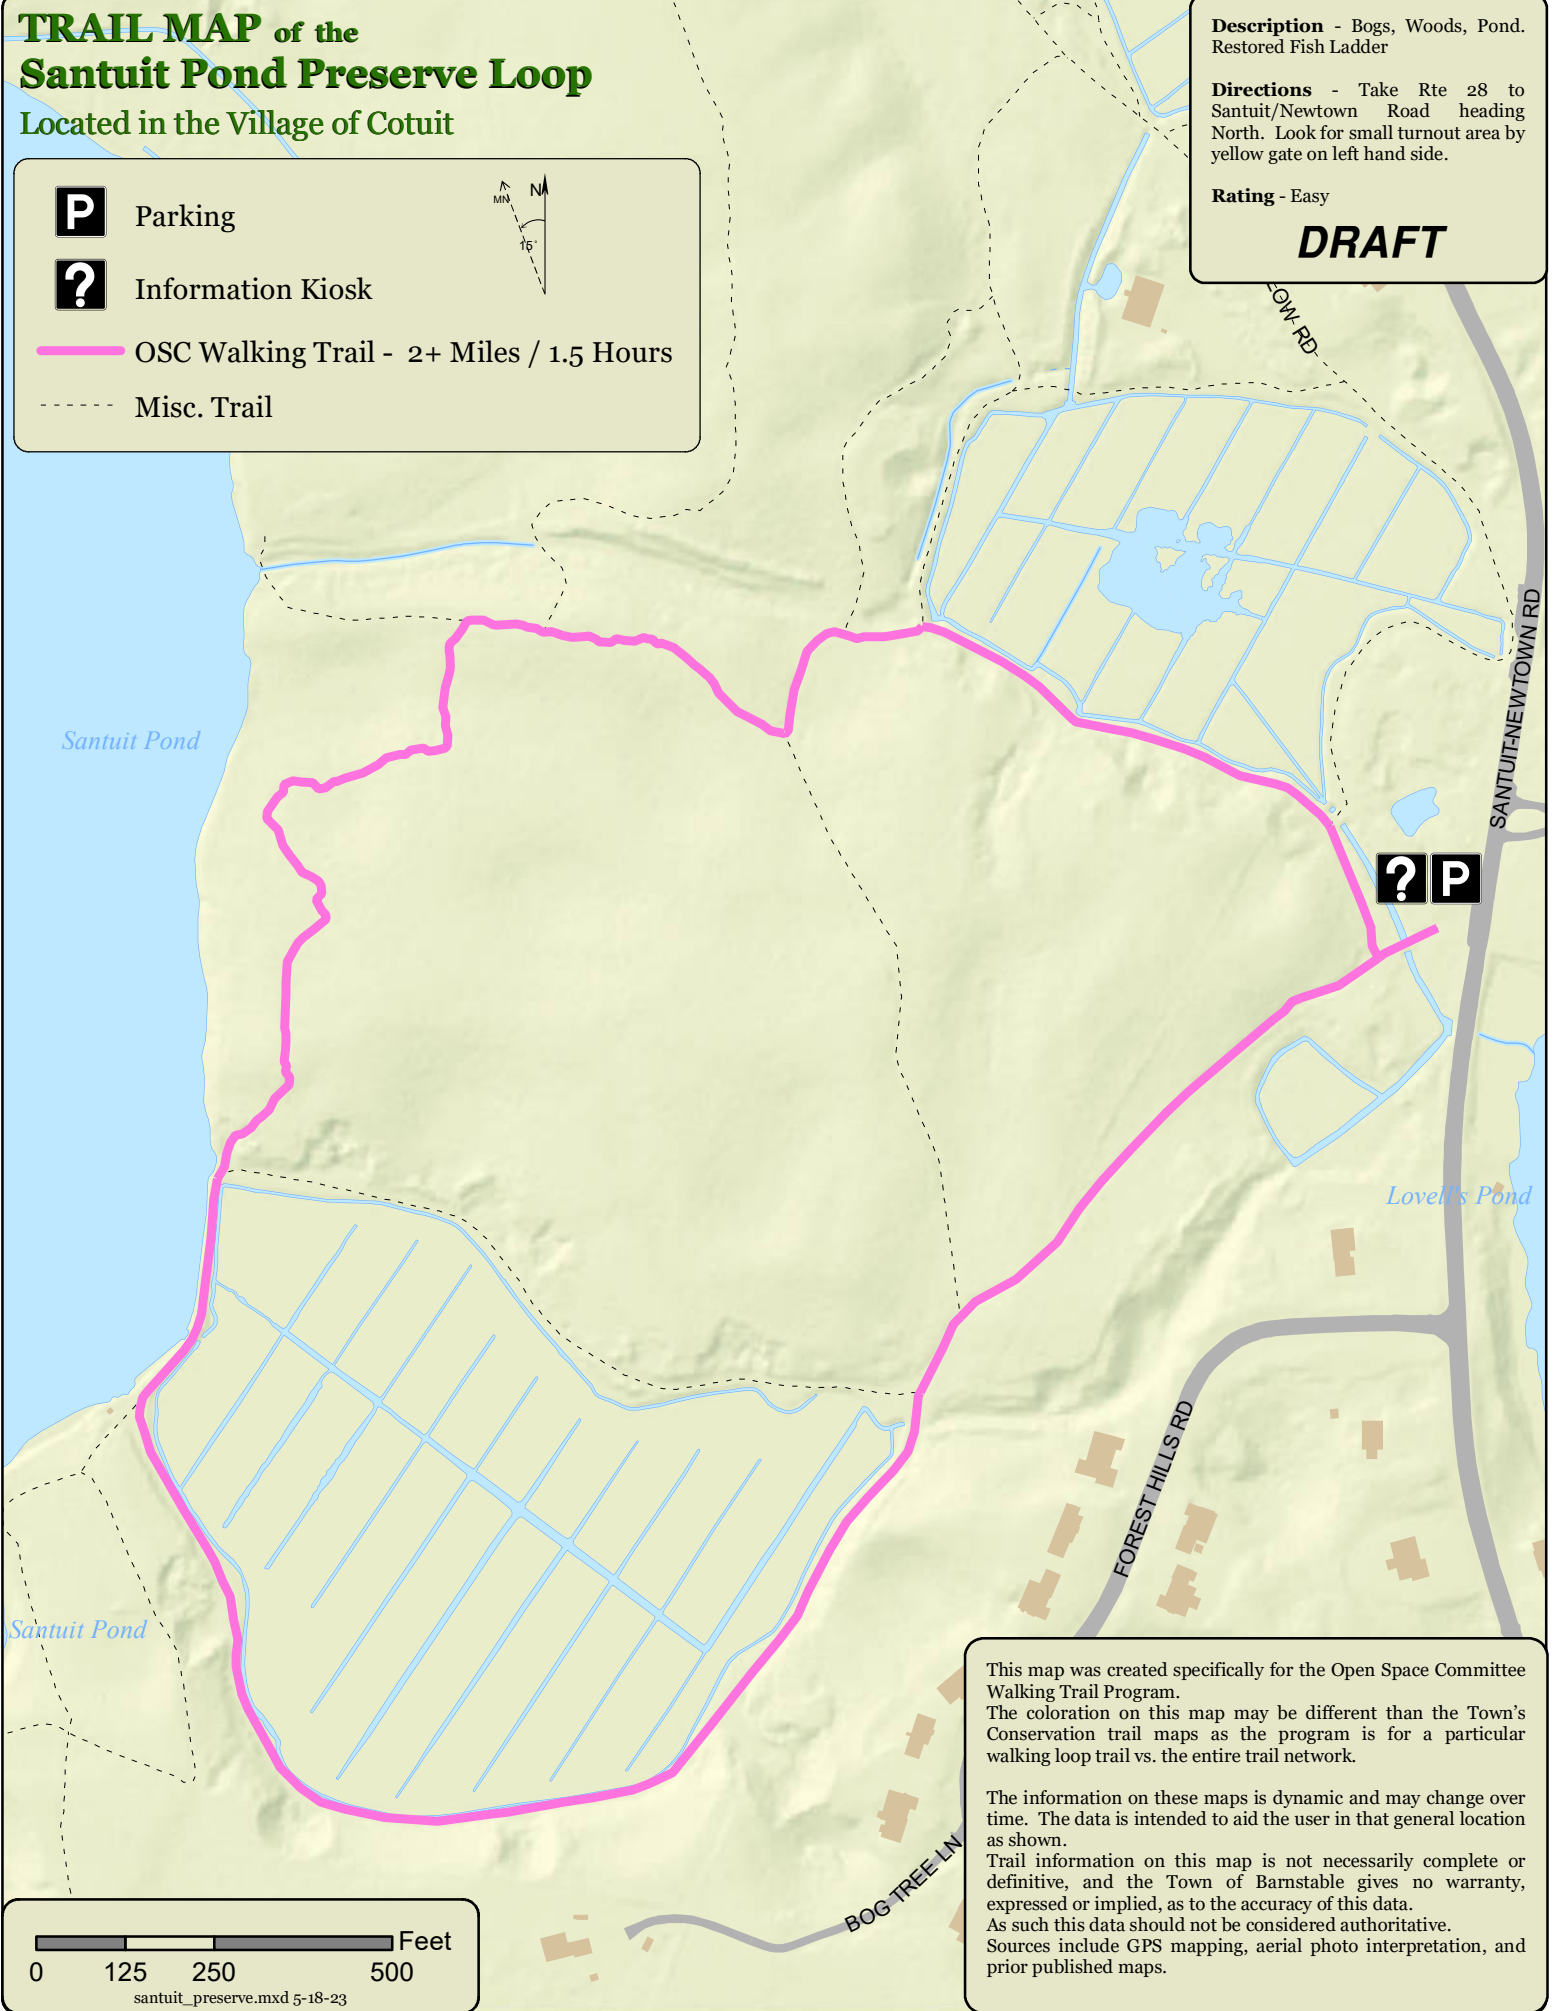 TRAIL MAP of the
Santuit Pond Preserve Loop
Located in the Village of Cotuit
P Parking
? Information Kiosk
OSC Walking Trail - 2+ Miles / 1.5 Hours
Misc. Trail
MN
N
15°
Description - Bogs, Woods, Pond.
Restored Fish Ladder
Directions - Take Rte 28 to
Santuit/Newtown Road heading
North. Look for small turnout area by
yellow gate on left hand side.
Rating - Easy
DRAFT
LOW RD
SANTUIT-NEWTOWN RD
Santuit Pond
? P
Lovell's Pond
FOREST HILLS RD
Santuit Pond
BOG TREE LN
This map was created specifically for the Open Space Committee
Walking Trail Program.
The coloration on this map may be different than the Town's
Conservation trail maps as the program is for a particular
walking loop trail vs. the entire trail network.
The information on these maps is dynamic and may change over
time. The data is intended to aid the user in that general location
as shown.
Trail information on this map is not necessarily complete or
definitive, and the Town of Barnstable gives no warranty,
expressed or implied, as to the accuracy of this data.
As such this data should not be considered authoritative.
Sources include GPS mapping, aerial photo interpretation, and
prior published maps.
Feet
0 125 250 500
santuit_preserve.mxd 5-18-23